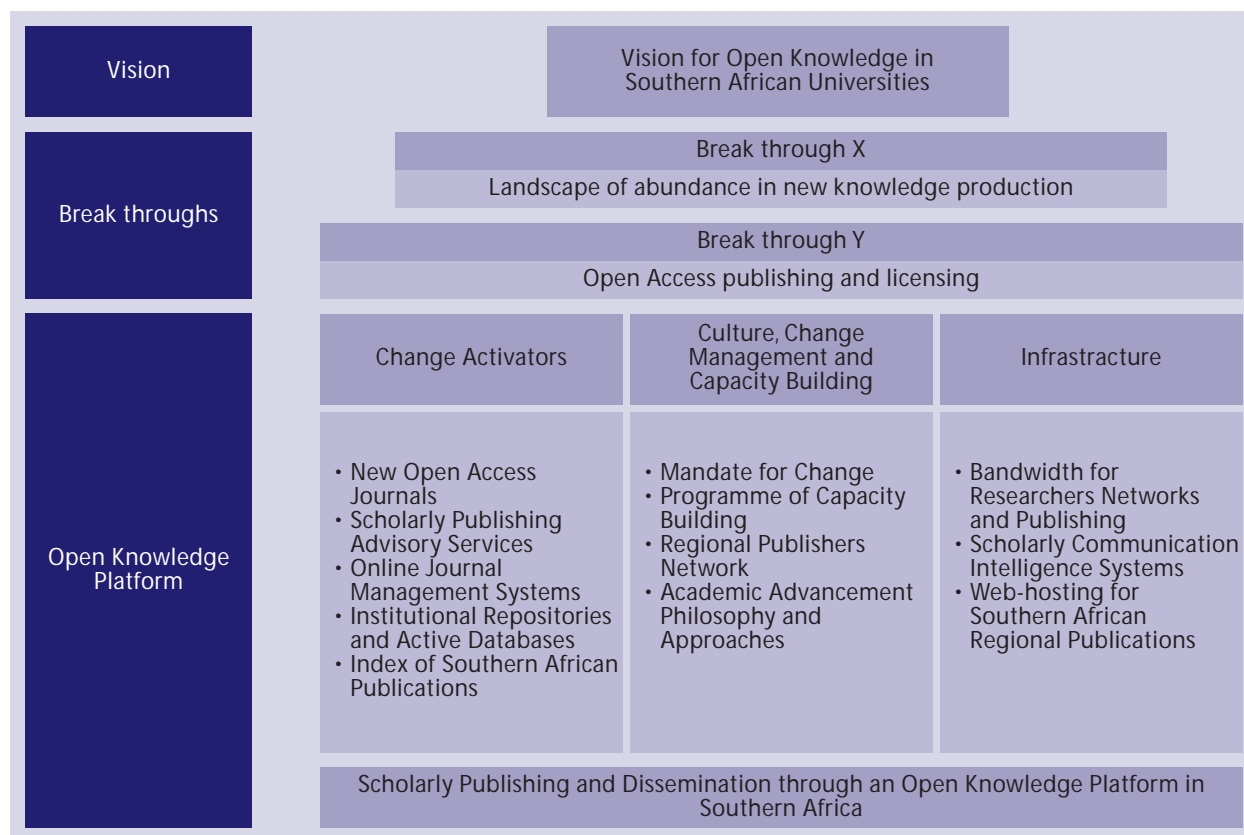 Vision
Vision for Open Knowledge in
Southern African Universities
Break throughs
Break through X
Landscape of abundance in new knowledge production
Break through Y
Open Access publishing and licensing
Open Knowledge
Platform
Change Activators
Culture, Change
Management and
Capacity Building
Infrastracture
• New Open Access
Journals
• Scholarly Publishing
Advisory Services
• Online Journal
Management Systems
• Institutional Repositories
and Active Databases
• Index of Southern African
Publications
• Mandate for Change
• Programme of Capacity
Building
• Regional Publishers
Network
• Academic Advancement
Philosophy and
Approaches
• Bandwidth for
Researchers Networks
and Publishing
• Scholarly Communication
Intelligence Systems
• Web-hosting for
Southern African
Regional Publications
Scholarly Publishing and Dissemination through an Open Knowledge Platform in
Southern Africa